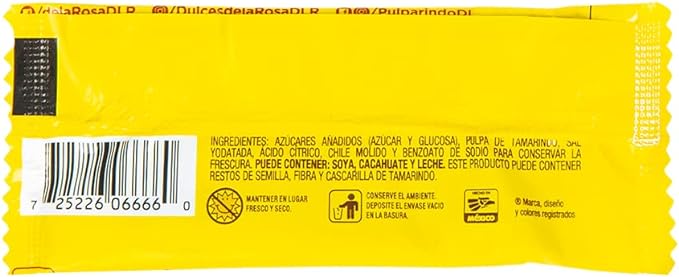 /delaRosaDLR /DulcesdelaRosaDLR /PulparindoDL
INGREDIENTES: AZÚCARES AÑADIDOS (AZÚCAR Y GLUCOSA), PULPA DE TAMARINDO, SAL
YODATADA, ÁCIDO CÍTRICO, CHILE MOLIDO Y BENZOATO DE SODIO PARA CONSERVAR LA
FRESCURA. PUEDE CONTENER: SOYA, CACAHUATE Y LECHE. ESTE PRODUCTO PUEDE CONTENER
RESTOS DE SEMILLA, FIBRA Y CASCARILLA DE TAMARINDO.
7 25226 06666 0
MANTENER EN LUGAR
FRESCO Y SECO.
CONSERVE EL AMBIENTE.
DEPOSITE EL ENVASE VACIO
EN LA BASURA.
HECHO EN
MÉXICO
® Marca, diseño
y colores registrados